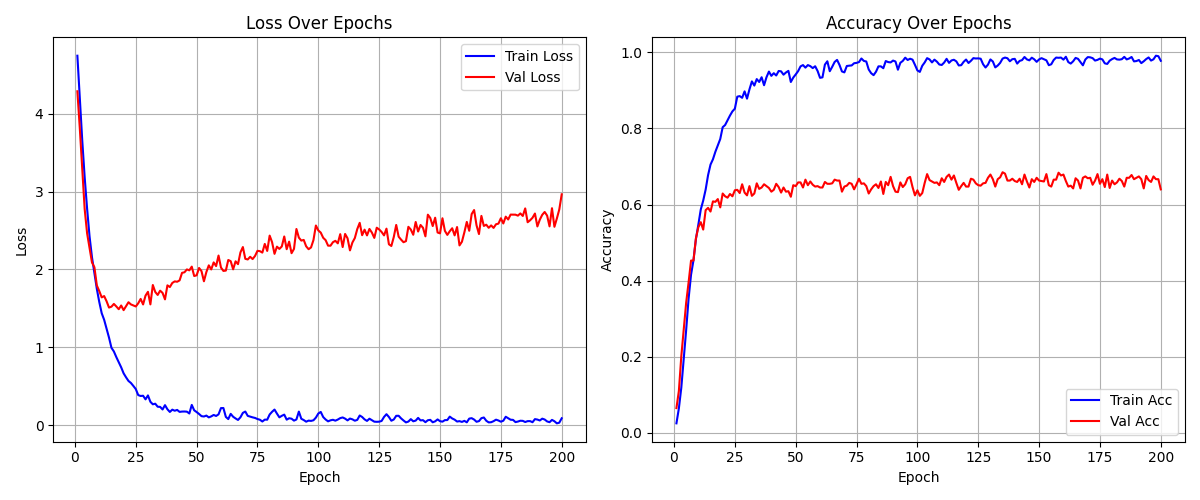 Loss Over Epochs
Train Loss
Val Loss
4
3
2
1
0
Loss
0 25 50 75 100 125 150 175 200
Epoch
Accuracy Over Epochs
1.0
0.8
0.6
0.4
0.2
0.0
Accuracy
Train Acc
Val Acc
0 25 50 75 100 125 150 175 200
Epoch